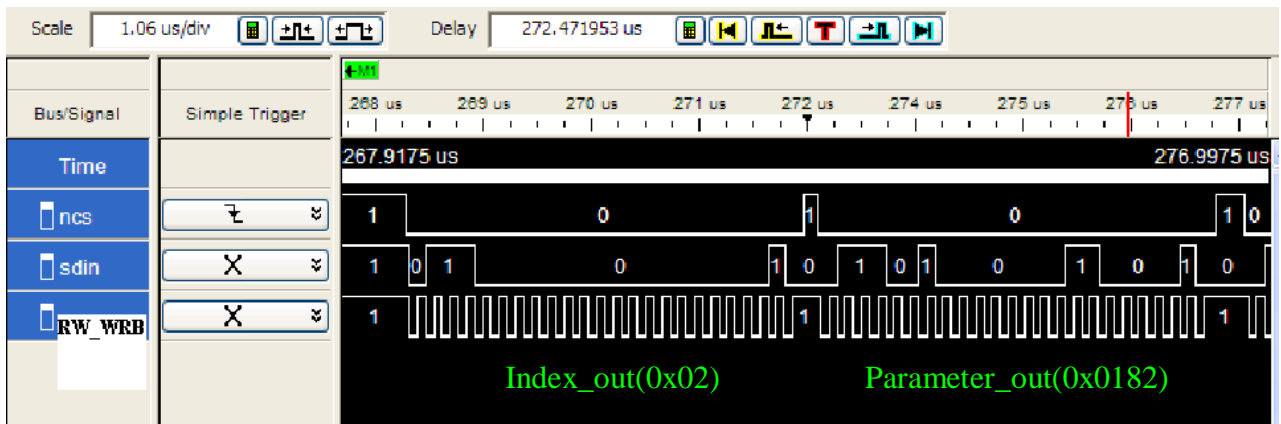 Scale 1.06 us/div Delay 272.471953 us T
M1
Bus/Signal Simple Trigger 268 us 269 us 270 us 271 us 272 us 274 us 275 us 276 us 277 us
Time 267.9175 us 276.9975 us
ncs 1 0 1 0 1 0
sdin X 1 0 1 0 1 0 1 0 1 0 1 0 1 0
RW_WRB X 1 1 1
Index_out(0x02) Parameter_out(0x0182)